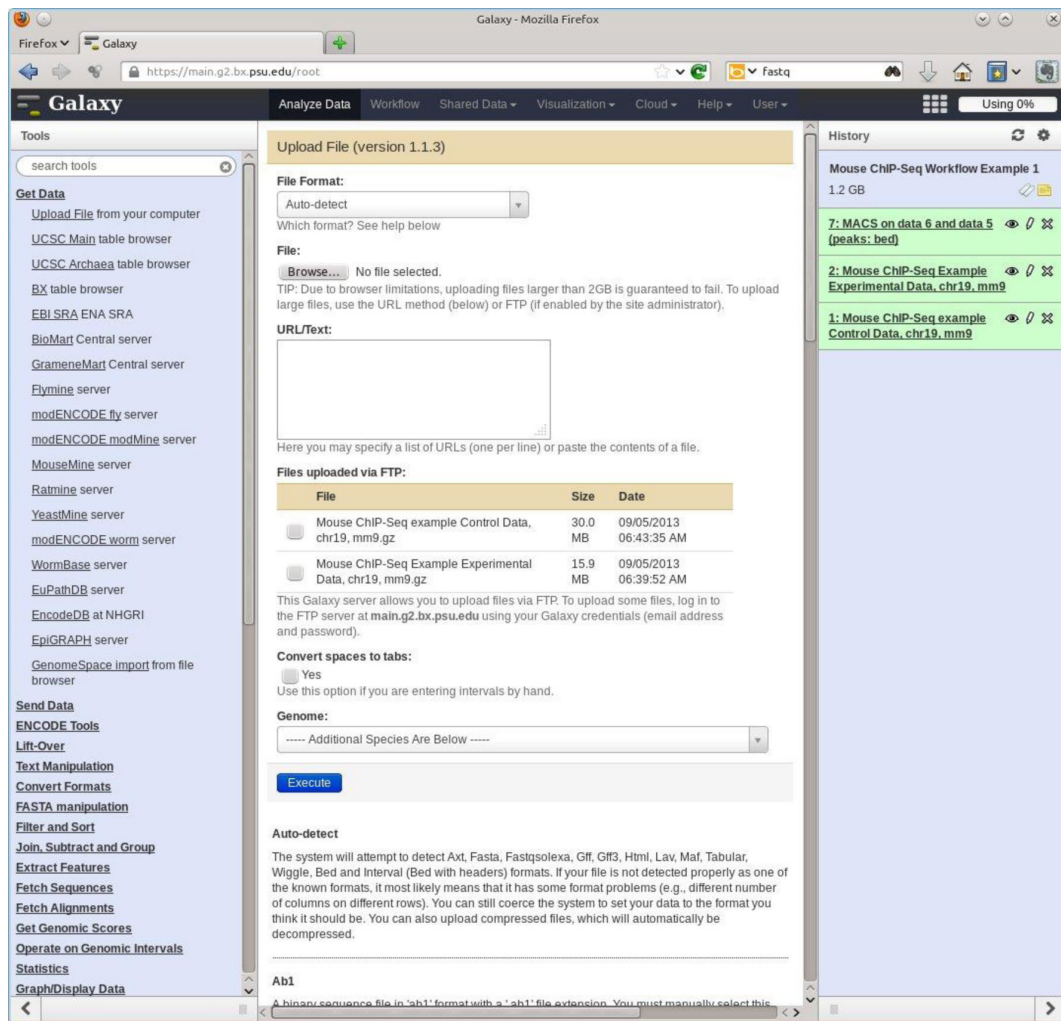 Galaxy - Mozilla Firefox
Firefox
Galaxy
https://main.g2.bx.psu.edu/root
fastq
Galaxy
Analyze Data Workflow Shared Data Visualization Cloud Help User
Using 0%
Tools
search tools
Get Data
Upload File from your computer
UCSC Main table browser
UCSC Archaea table browser
BX table browser
EBI SRA ENA SRA
BioMart Central server
GrameneMart Central server
Flymine server
modENCODE fly server
modENCODE modMine server
MouseMine server
Ratmine server
YeastMine server
modENCODE worm server
WormBase server
EuPathDB server
EncodeDB at NHGRI
EpiGRAPH server
GenomeSpace import from file
browser
Send Data
ENCODE Tools
Lift-Over
Text Manipulation
Convert Formats
FASTA manipulation
Filter and Sort
Join, Subtract and Group
Extract Features
Fetch Sequences
Fetch Alignments
Get Genomic Scores
Operate on Genomic Intervals
Statistics
Graph/Display Data
Upload File (version 1.1.3)
File Format:
Auto-detect
Which format? See help below
File:
Browse... No file selected.
TIP: Due to browser limitations, uploading files larger than 2GB is guaranteed to fail. To upload
large files, use the URL method (below) or FTP (if enabled by the site administrator).
URL/Text:
Here you may specify a list of URLs (one per line) or paste the contents of a file.
Files uploaded via FTP:
File Size Date
Mouse ChIP-Seq example Control Data, 30.0 09/05/2013
chr19, mm9.gz MB 06:43:35 AM
Mouse ChIP-Seq Example Experimental 15.9 09/05/2013
Data, chr19, mm9.gz MB 06:39:52 AM
This Galaxy server allows you to upload files via FTP. To upload some files, log in to
the FTP server at main.g2.bx.psu.edu using your Galaxy credentials (email address
and password).
Convert spaces to tabs:
Yes
Use this option if you are entering intervals by hand.
Genome:
----- Additional Species Are Below -----
Execute
Auto-detect
The system will attempt to detect Axt, Fasta, Fastqsolexa, Gff, Gff3, Html, Lav, Maf, Tabular,
Wiggle, Bed and Interval (Bed with headers) formats. If your file is not detected properly as one of
the known formats, it most likely means that it has some format problems (e.g., different number
of columns on different rows). You can still coerce the system to set your data to the format you
think it should be. You can also upload compressed files, which will automatically be
decompressed.
Ab1
A binary sequence file in 'ab1' format with a '.ab1' file extension. You must manually select this
History
Mouse ChIP-Seq Workflow Example 1
1.2 GB
7: MACS on data 6 and data 5
(peaks: bed)
2: Mouse ChIP-Seq Example
Experimental Data, chr19, mm9
1: Mouse ChIP-Seq example
Control Data, chr19, mm9